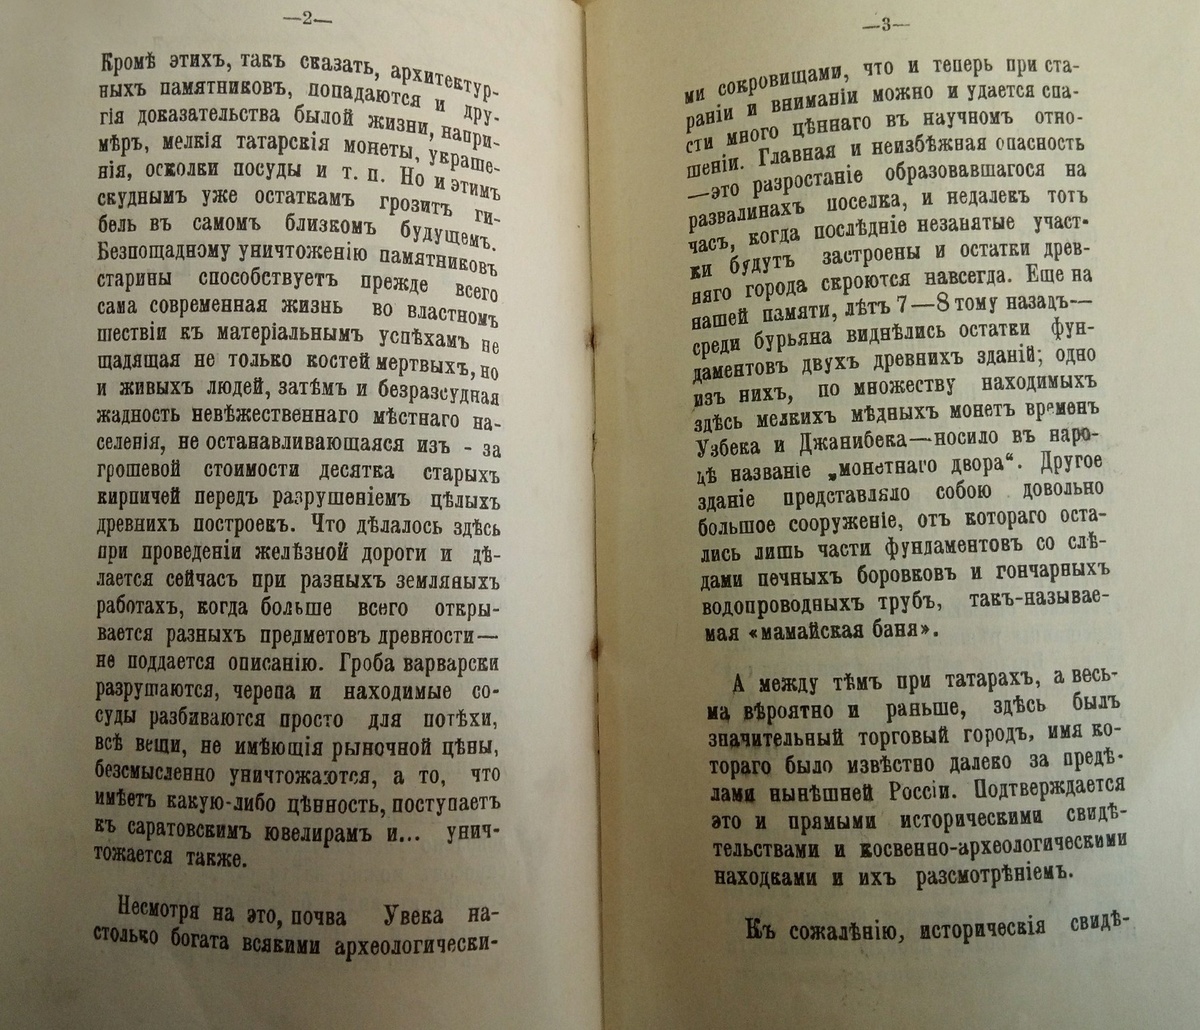 —2—
Кромѣ этихъ, такъ сказать, архитектур-
ныхъ памятниковъ, попадаются и дру-
гія доказательства былой жизни, напри-
мѣръ, мелкія татарскія монеты, украше-
нія, осколки посуды и т. п. Но и этимъ
скуднымъ уже остаткамъ грозитъ ги-
бель въ самомъ близкомъ будущемъ.
Безпощадному уничтоженію памятниковъ
старины способствуетъ прежде всего
сама современная жизнь во властномъ
шествіи къ матеріальнымъ успѣхамъ не
щадящая не только костей мертвыхъ, но
и живыхъ людей, затѣмъ и безразсудная
жадность невѣжественнаго мѣстнаго на-
селенія, не останавливающаяся изъ - за
грошевой стоимости десятка старыхъ
кирпичей передъ разрушеніемъ цѣлыхъ
древнихъ построекъ. Что дѣлалось здѣсь
при проведеніи желѣзной дороги и дѣ-
лается сейчасъ при разныхъ земляныхъ
работахъ, когда больше всего откры-
вается разныхъ предметовъ древности—
не поддается описанію. Гроба варварски
разрушаются, черепа и находимые со-
суды разбиваются просто для потѣхи,
всѣ вещи, не имѣющія рыночной цѣны,
безсмысленно уничтожаются, а то, что
имѣетъ какую-либо цѣнность, поступаетъ
къ саратовскимъ ювелирамъ и... унич-
тожается также.
Несмотря на это, почва Увека на-
столько богата всякими археологически-
—3—
ми сокровищами, что и теперь при ста-
раніи и вниманіи можно и удается спа-
сти много цѣннаго въ научномъ отно-
шеніи. Главная и неизбѣжная опасность
—это разростаніе образовавшагося на
развалинахъ поселка, и недалекъ тотъ
часъ, когда послѣдніе незанятые участ-
ки будутъ застроены и остатки древ-
няго города скроются навсегда. Еще на
нашей памяти, лѣтъ 7—8 тому назадъ—
среди бурьяна виднѣлись остатки фун-
даментовъ двухъ древнихъ зданій; одно
изъ нихъ, по множеству находимыхъ
здѣсь мелкихъ мѣдныхъ монетъ временъ
Узбека и Джанибека—носило въ наро-
дѣ названіе „монетнаго двора“. Другое
зданіе представляло собою довольно
большое сооруженіе, отъ котораго оста-
лись лишь части фундаментовъ со слѣ-
дами печныхъ боровковъ и гончарныхъ
водопроводныхъ трубъ, такъ-называе-
мая «мамайская баня».
А между тѣмъ при татарахъ, а весь-
ма вѣроятно и раньше, здѣсь былъ
значительный торговый городъ, имя ко-
тораго было извѣстно далеко за предѣ-
лами нынѣшней Россіи. Подтверждается
это и прямыми историческими свидѣ-
тельствами и косвенно-археологическими
находками и ихъ разсмотрѣніемъ.
Къ сожалѣнію, историческія свидѣ-